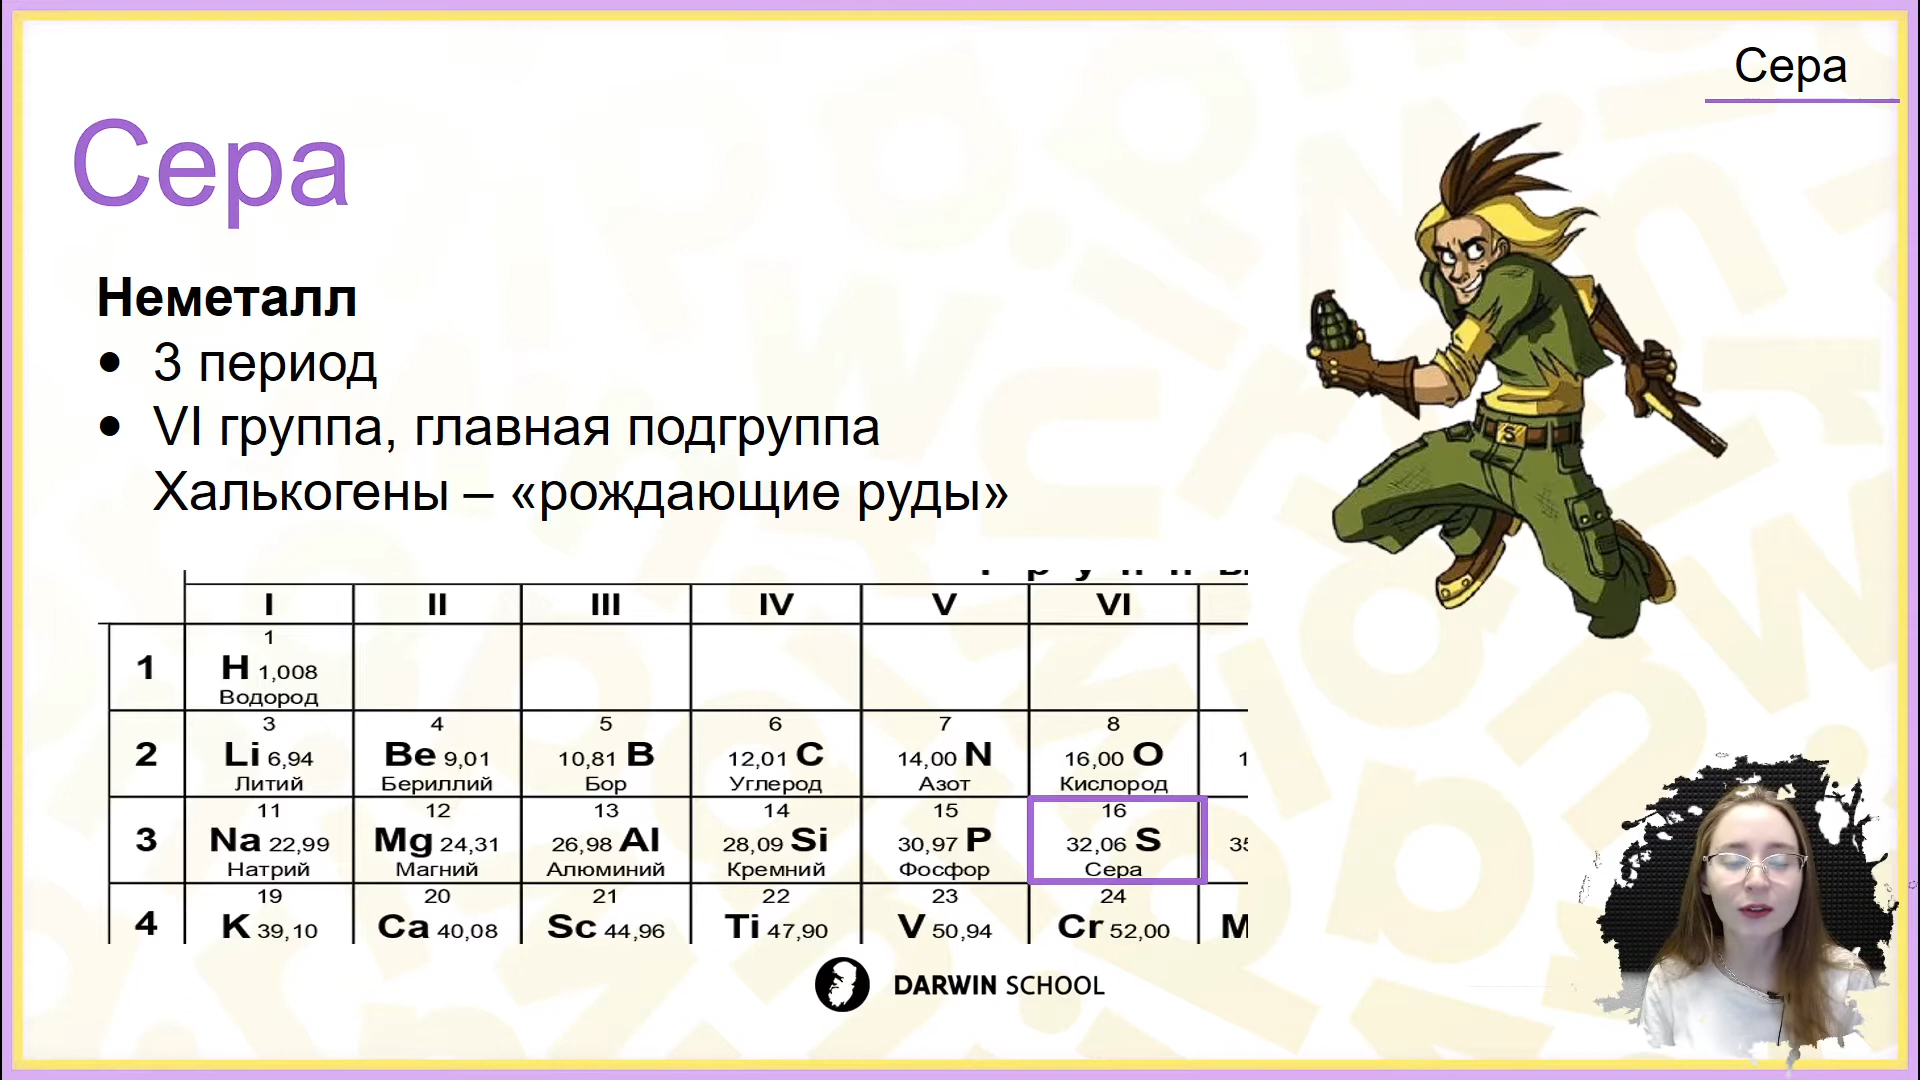 Сера
Сера
Неметалл
• 3 период
• VI группа, главная подгруппа
Халькогены – «рождающие руды»
I II III IV V VI
1
1
H 1,008
Водород
2
3 4 5 6 7 8
Li 6,94 Be 9,01 10,81 B 12,01 C 14,00 N 16,00 O 1
Литий Бериллий Бор Углерод Азот Кислород
3
11 12 13 14 15 16
Na 22,99 Mg 24,31 26,98 Al 28,09 Si 30,97 P 32,06 S 35
Натрий Магний Алюминий Кремний Фосфор Сера
4
19 20 21 22 23 24
K 39,10 Ca 40,08 Sc 44,96 Ti 47,90 V 50,94 Cr 52,00 M
S
DARWIN SCHOOL